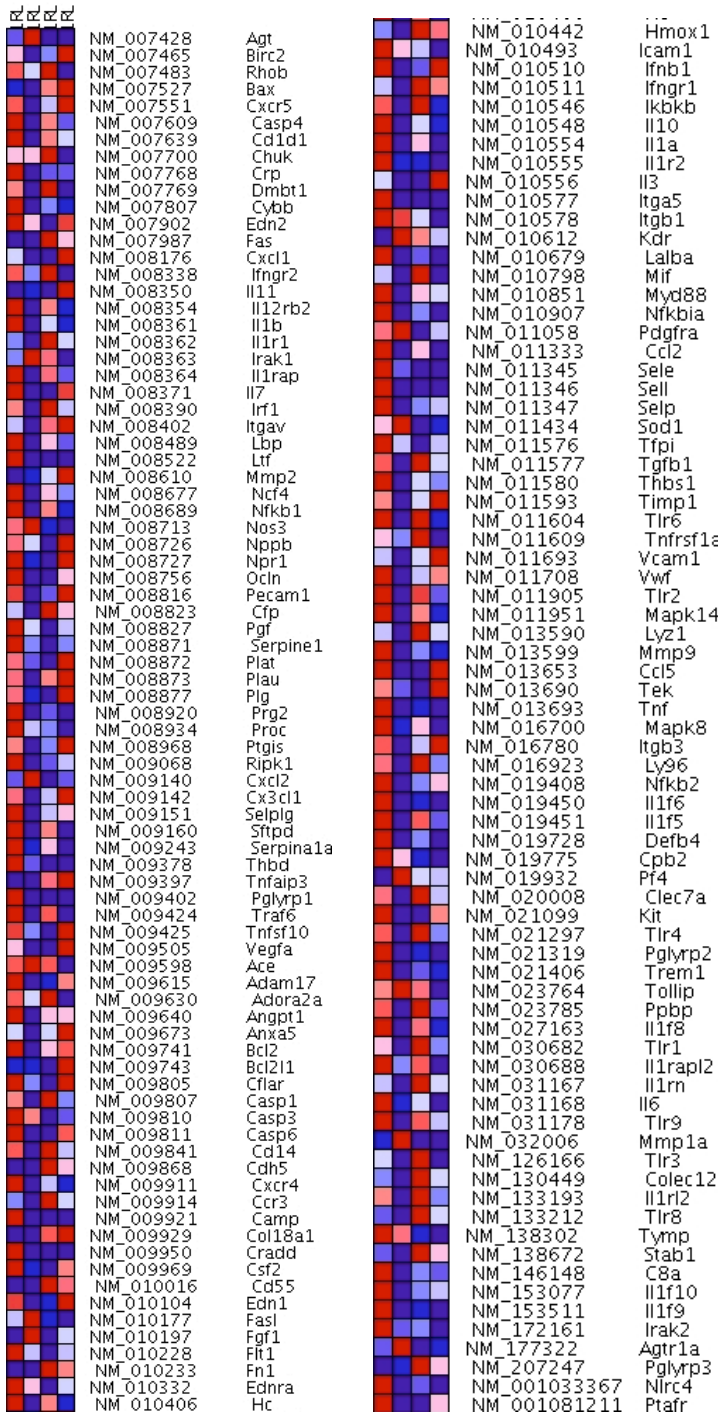 NM_007428 Agt
NM_007465 Birc2
NM_007483 Rhob
NM_007527 Bax
NM_007551 Cxcr5
NM_007609 Casp4
NM_007639 Cd1d1
NM_007700 Chuk
NM_007768 Crp
NM_007769 Dmbt1
NM_007807 Cybb
NM_007902 Edn2
NM_007987 Fas
NM_008176 Cxcl1
NM_008338 Ifngr2
NM_008350 Il11
NM_008354 Il12rb2
NM_008361 Il1b
NM_008362 Il1r1
NM_008363 Irak1
NM_008364 Il1rap
NM_008371 Il7
NM_008390 Irf1
NM_008402 Itgav
NM_008489 Lbp
NM_008522 Ltf
NM_008610 Mmp2
NM_008677 Ncf4
NM_008689 Nfkb1
NM_008713 Nos3
NM_008726 Nppb
NM_008727 Npr1
NM_008756 Ocln
NM_008816 Pecam1
NM_008823 Cfp
NM_008827 Pgf
NM_008871 Serpine1
NM_008872 Plat
NM_008873 Plau
NM_008877 Plg
NM_008920 Prg2
NM_008934 Proc
NM_008968 Ptgis
NM_009068 Ripk1
NM_009140 Cxcl2
NM_009142 Cx3cl1
NM_009151 Selplg
NM_009160 Sftpd
NM_009243 Serpina1a
NM_009378 Thbd
NM_009397 Tnfaip3
NM_009402 Pglyrp1
NM_009424 Traf6
NM_009425 Tnfsf10
NM_009505 Vegfa
NM_009598 Ace
NM_009615 Adam17
NM_009630 Adora2a
NM_009640 Angpt1
NM_009673 Anxa5
NM_009741 Bcl2
NM_009743 Bcl2l1
NM_009805 Cflar
NM_009807 Casp1
NM_009810 Casp3
NM_009811 Casp6
NM_009841 Cd14
NM_009868 Cdh5
NM_009911 Cxcr4
NM_009914 Ccr3
NM_009921 Camp
NM_009929 Col18a1
NM_009950 Cradd
NM_009969 Csf2
NM_010016 Cd55
NM_010104 Edn1
NM_010177 Fasl
NM_010197 Fgf1
NM_010228 Flt1
NM_010233 Fn1
NM_010332 Ednra
NM_010406 Hc
NM_010442 Hmox1
NM_010493 Icam1
NM_010510 Ifnb1
NM_010511 Ifngr1
NM_010546 Ikbkb
NM_010548 Il10
NM_010554 Il1a
NM_010555 Il1r2
NM_010556 Il3
NM_010577 Itga5
NM_010578 Itgb1
NM_010612 Kdr
NM_010679 Lalba
NM_010798 Mif
NM_010851 Myd88
NM_010907 Nfkbia
NM_011058 Pdgfra
NM_011333 Ccl2
NM_011345 Sele
NM_011346 Sell
NM_011347 Selp
NM_011434 Sod1
NM_011576 Tfpi
NM_011577 Tgfb1
NM_011580 Thbs1
NM_011593 Timp1
NM_011604 Tlr6
NM_011609 Tnfrsf1a
NM_011693 Vcam1
NM_011708 Vwf
NM_011905 Tlr2
NM_011951 Mapk14
NM_013590 Lyz1
NM_013599 Mmp9
NM_013653 Ccl5
NM_013690 Tek
NM_013693 Tnf
NM_016700 Mapk8
NM_016780 Itgb3
NM_016923 Ly96
NM_019408 Nfkb2
NM_019450 Il1f6
NM_019451 Il1f5
NM_019728 Defb4
NM_019775 Cpb2
NM_019932 Pf4
NM_020008 Clec7a
NM_021099 Kit
NM_021297 Tlr4
NM_021319 Pglyrp2
NM_021406 Trem1
NM_023764 Tollip
NM_023785 Ppbp
NM_027163 Il1f8
NM_030682 Tlr1
NM_030688 Il1rapl2
NM_031167 Il1rn
NM_031168 Il6
NM_031178 Tlr9
NM_032006 Mmp1a
NM_126166 Tlr3
NM_130449 Colec12
NM_133193 Il1rl2
NM_133212 Tlr8
NM_138302 Tymp
NM_138672 Stab1
NM_146148 C8a
NM_153077 Il1f10
NM_153511 Il1f9
NM_172161 Irak2
NM_177322 Agtr1a
NM_207247 Pglyrp3
NM_001033367 Nlrc4
NM_001081211 Ptafr